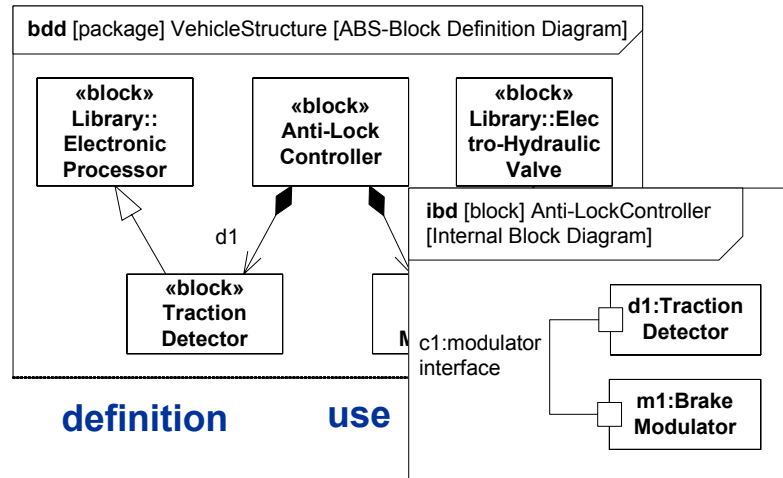 bdd [package] VehicleStructure [ABS-Block Definition Diagram]
«block»
Library::
Electronic
Processor
«block»
Anti-Lock
Controller
«block»
Library::Elec
tro-Hydraulic
Valve
d1
«block»
Traction
Detector
M
ibd [block] Anti-LockController
[Internal Block Diagram]
d1:Traction
Detector
c1:modulator
interface
m1:Brake
Modulator
definition
use